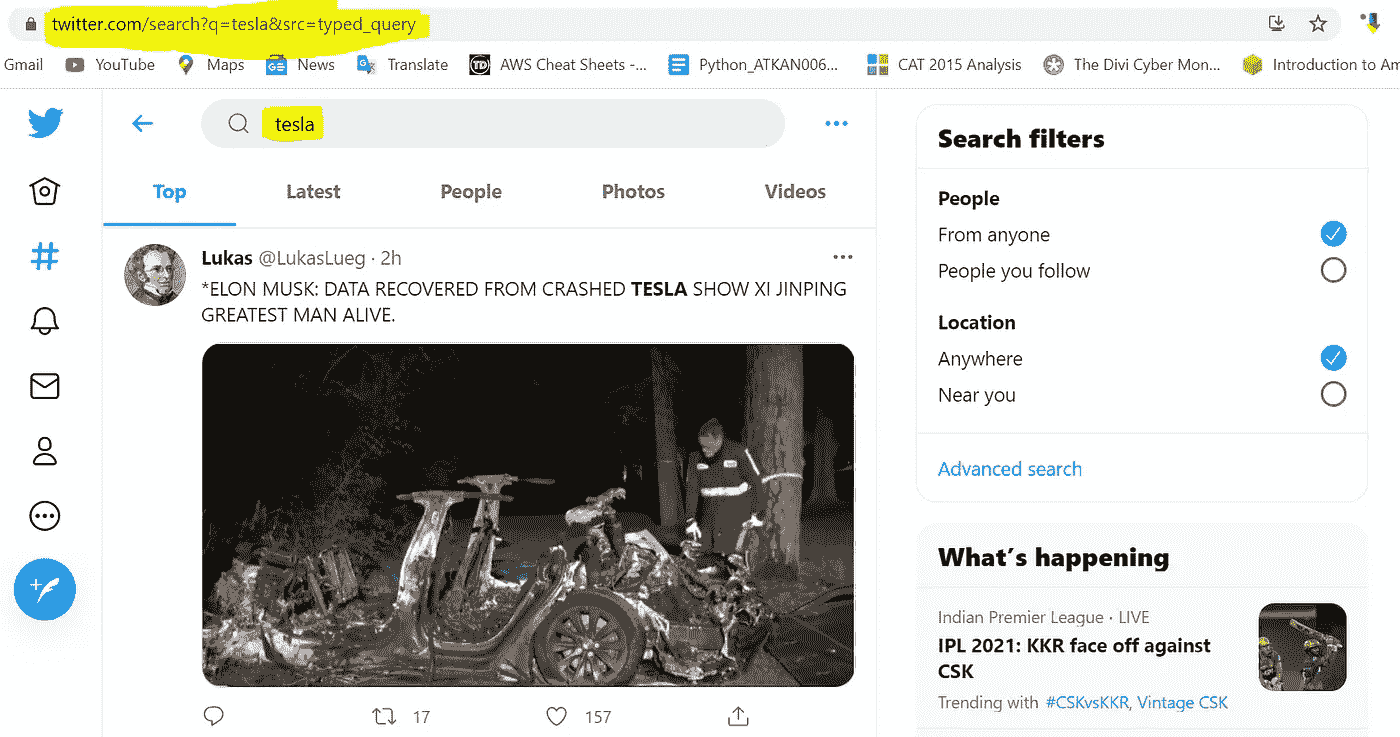 twitter.com/search?q=tesla&src=typed_query
Gmail YouTube Maps News Translate AWS Cheat Sheets -... Python_ATKAN006... CAT 2015 Analysis The Divi Cyber Mon... Introduction to Am
tesla
Top Latest People Photos Videos
Lukas @LukasLueg · 2h
*ELON MUSK: DATA RECOVERED FROM CRASHED TESLA SHOW XI JINPING
GREATEST MAN ALIVE.
17 157
Search filters
People
From anyone
People you follow
Location
Anywhere
Near you
Advanced search
What's happening
Indian Premier League · LIVE
IPL 2021: KKR face off against
CSK
Trending with #CSKvsKKR, Vintage CSK